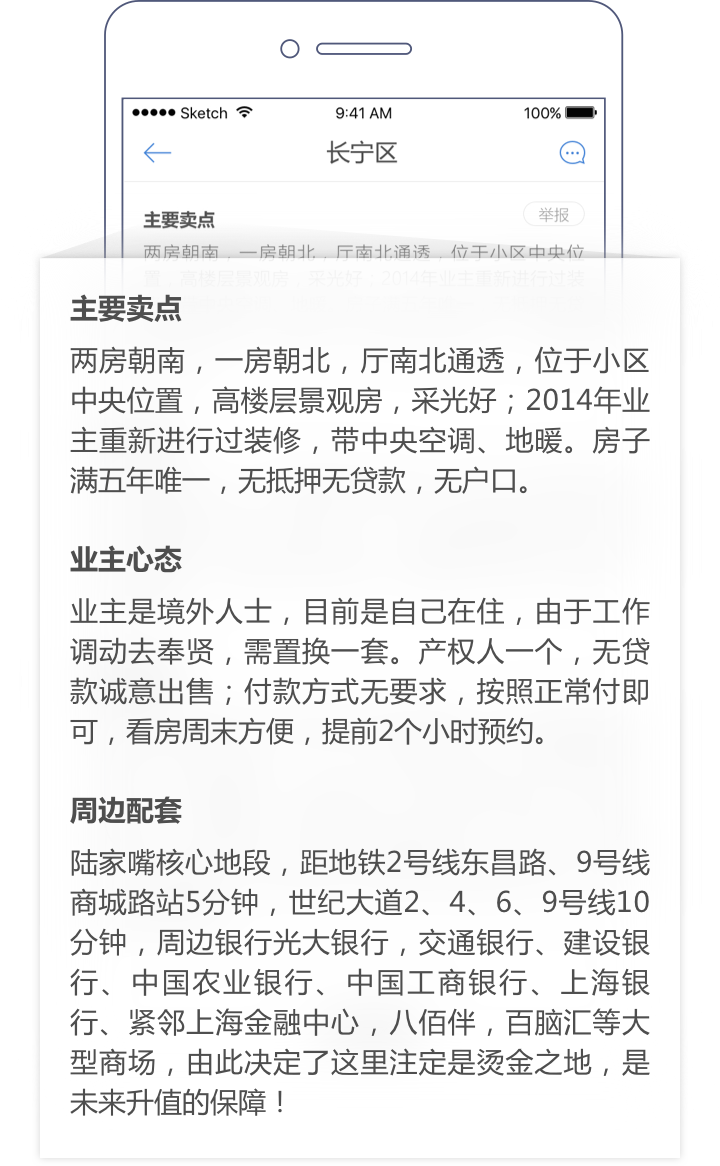 Sketch 9:41 AM 100%
长宁区
主要卖点 举报
两房朝南，一房朝北，厅南北通透，位于小区中央位
置，高楼层景观房，采光好；2014年业主重新进行过装
主要卖点
两房朝南，一房朝北，厅南北通透，位于小区
中央位置，高楼层景观房，采光好；2014年业
主重新进行过装修，带中央空调、地暖。房子
满五年唯一，无抵押无贷款，无户口。
业主心态
业主是境外人士，目前是自己在住，由于工作
调动去奉贤，需置换一套。产权人一个，无贷
款诚意出售；付款方式无要求，按照正常付即
可，看房周末方便，提前2个小时预约。
周边配套
陆家嘴核心地段，距地铁2号线东昌路、9号线
商城路站5分钟，世纪大道2、4、6、9号线10
分钟，周边银行光大银行，交通银行、建设银
行、中国农业银行、中国工商银行、上海银
行、紧邻上海金融中心，八佰伴，百脑汇等大
型商场，由此决定了这里注定是烫金之地，是
未来升值的保障！